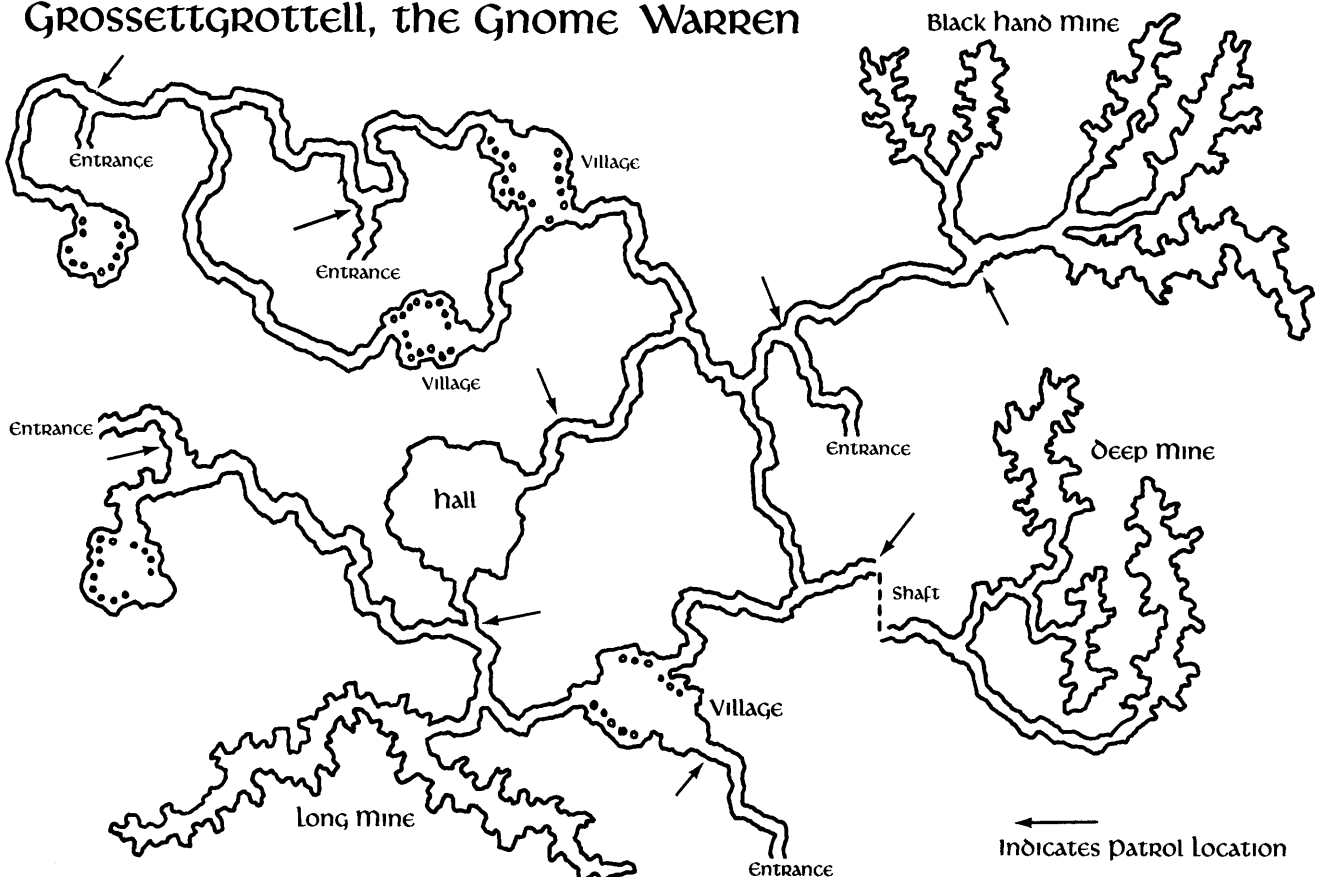 Grossettgrottell, the Gnome Warren
Black Hand Mine
Entrance
Village
Entrance
Village
Entrance
Entrance
Deep Mine
Hall
Shaft
Village
Long Mine
Entrance
Indicates Patrol Location